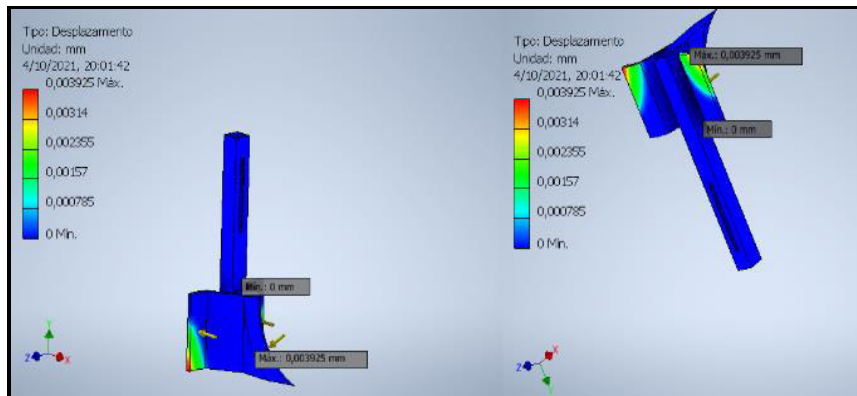 Tipo: Desplazamento
Unidad: mm
4/10/2021, 20:01:42
0,003925 Máx.
0,00314
0,002355
0,00157
0,000785
0 Mín.
Mín.: 0 mm
Máx.: 0,003925 mm
Y
Z
X
Tipo: Desplazamento
Unidad: mm
4/10/2021, 20:01:42
0,003925 Máx.
0,00314
0,002355
0,00157
0,000785
0 Mín.
Máx.: 0,003925 mm
Mín.: 0 mm
Z
X
Y